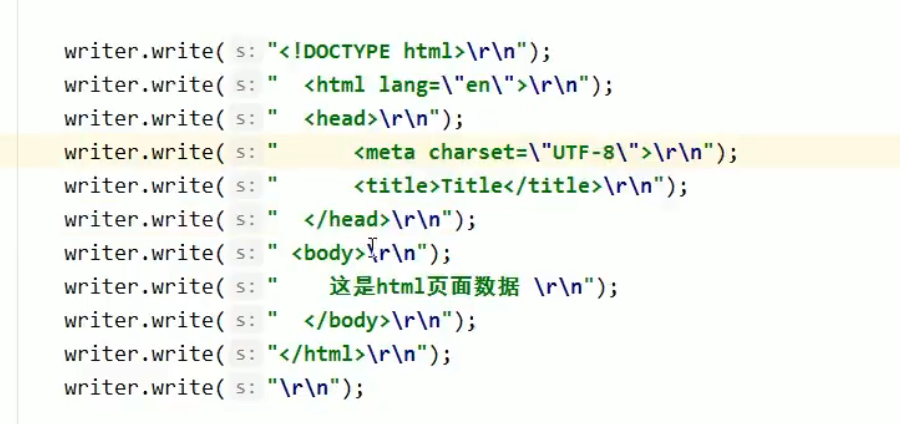 writer.write( s: "<!DOCTYPE html>\r\n");
writer.write( s: "  <html lang=\"en\">\r\n");
writer.write( s: "  <head>\r\n");
writer.write( s: "      <meta charset=\"UTF-8\">\r\n");
writer.write( s: "      <title>Title</title>\r\n");
writer.write( s: "  </head>\r\n");
writer.write( s: " <body>\r\n");
writer.write( s: "    这是html页面数据 \r\n");
writer.write( s: "  </body>\r\n");
writer.write( s: "</html>\r\n");
writer.write( s: "\r\n");